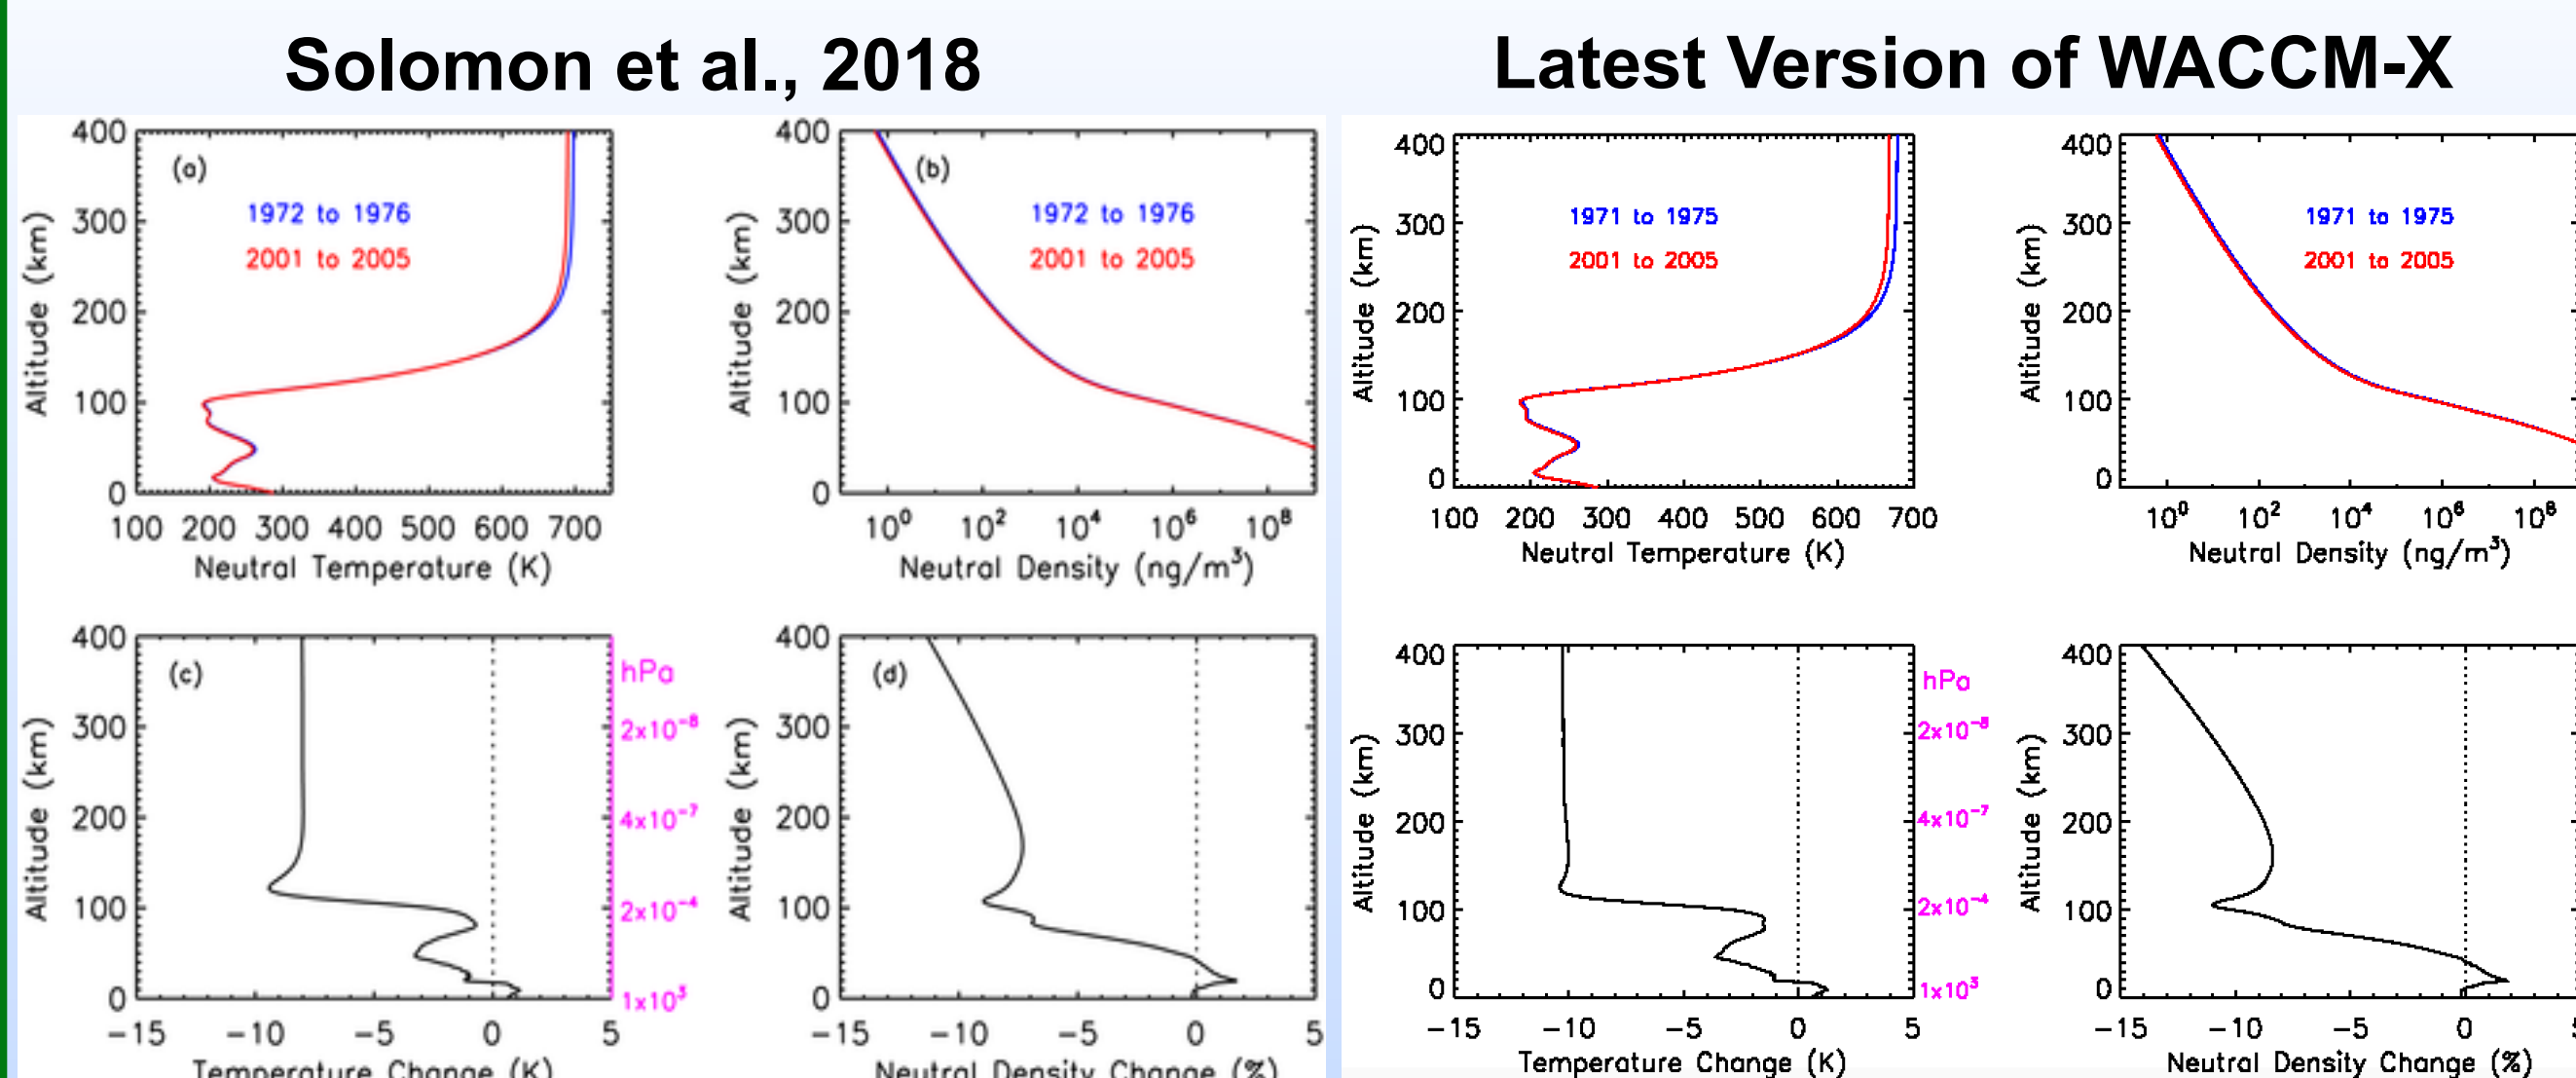 Solomon et al., 2018
Latest Version of WACCM-X
400
300
200
100
0
Altitude (km)
(a)
1972 to 1976
2001 to 2005
100 200 300 400 500 600 700
Neutral Temperature (K)
400
300
200
100
0
Altitude (km)
(b)
1972 to 1976
2001 to 2005
10⁰ 10² 10⁴ 10⁶ 10⁸
Neutral Density (ng/m³)
400
300
200
100
0
Altitude (km)
1971 to 1975
2001 to 2005
100 200 300 400 500 600 700
Neutral Temperature (K)
400
300
200
100
0
Altitude (km)
1971 to 1975
2001 to 2005
10⁰ 10² 10⁴ 10⁶ 10⁸
Neutral Density (ng/m³)
400
300
200
100
0
Altitude (km)
(c)
hPa
2x10⁻⁸
4x10⁻⁷
2x10⁻⁴
1x10³
-15 -10 -5 0 5
Temperature Change (K)
400
300
200
100
0
Altitude (km)
(d)
-15 -10 -5 0 5
Neutral Density Change (%)
400
300
200
100
0
Altitude (km)
hPa
2x10⁻⁸
4x10⁻⁷
2x10⁻⁴
1x10³
-15 -10 -5 0 5
Temperature Change (K)
400
300
200
100
0
Altitude (km)
-15 -10 -5 0
Neutral Density Change (%)